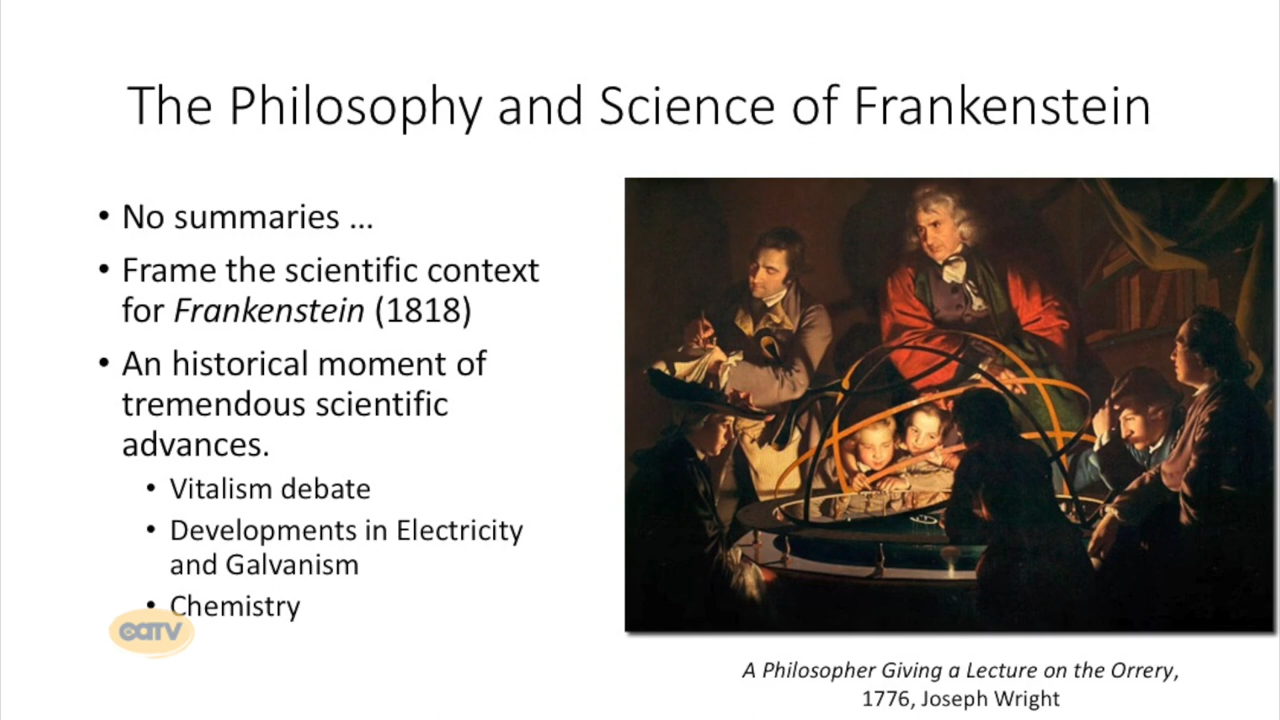 The Philosophy and Science of Frankenstein
• No summaries ...
• Frame the scientific context
for Frankenstein (1818)
• An historical moment of
tremendous scientific
advances.
• Vitalism debate
• Developments in Electricity
and Galvanism
• Chemistry
CATV
A Philosopher Giving a Lecture on the Orrery,
1776, Joseph Wright